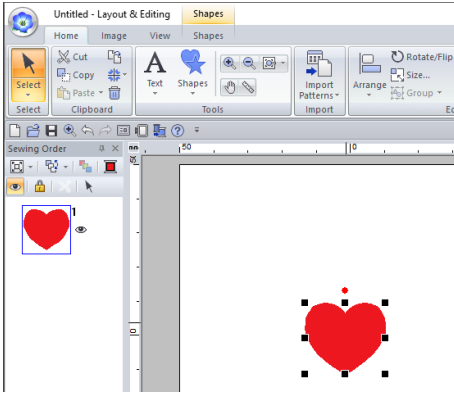 Untitled - Layout & Editing Shapes
Home Image View Shapes
Select
Cut
Copy
Paste
Text
Shapes
Import
Patterns
Arrange
Rotate/Flip
Size...
Group
Select Clipboard Tools Import
Sewing Order
mm
50
0
1
0